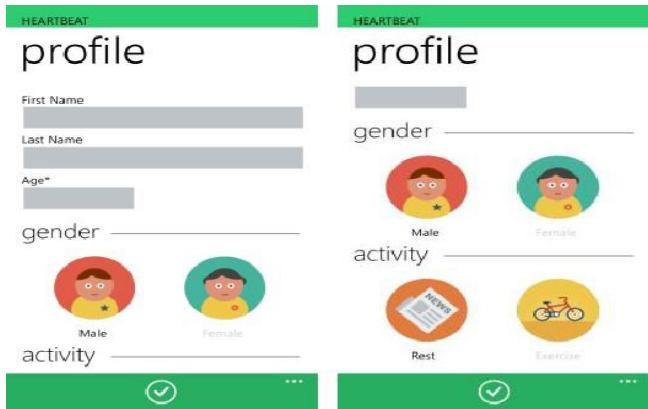 HEARTBEAT
profile
First Name
Last Name
Age*
gender
Male
Female
activity
HEARTBEAT
profile
gender
Male
Female
activity
NEWS
Rest
Exercise